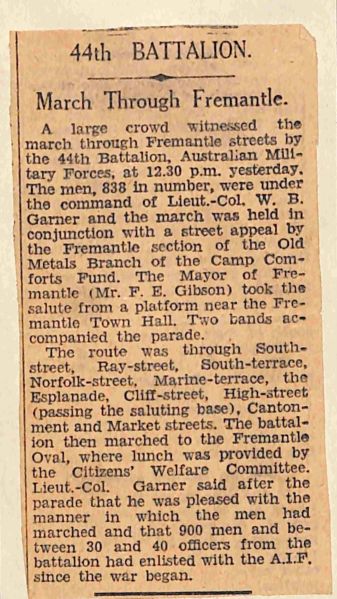 44th BATTALION.
March Through Fremantle.
A large crowd witnessed the
march through Fremantle streets by
the 44th Battalion, Australian Mili-
tary Forces, at 12.30 p.m. yesterday.
The men, 838 in number, were under
the command of Lieut.-Col. W. B.
Garner and the march was held in
conjunction with a street appeal by
the Fremantle section of the Old
Metals Branch of the Camp Com-
forts Fund. The Mayor of Fre-
mantle (Mr. F. E. Gibson) took the
salute from a platform near the Fre-
mantle Town Hall. Two bands ac-
companied the parade.
The route was through South-
street, Ray-street, South-terrace,
Norfolk-street, Marine-terrace, the
Esplanade, Cliff-street, High-street
(passing the saluting base), Canton-
ment and Market streets. The battal-
ion then marched to the Fremantle
Oval, where lunch was provided by
the Citizens' Welfare Committee.
Lieut.-Col. Garner said after the
parade that he was pleased with the
manner in which the men had
marched and that 900 men and be-
tween 30 and 40 officers from the
battalion had enlisted with the A.I.F.
since the war began.